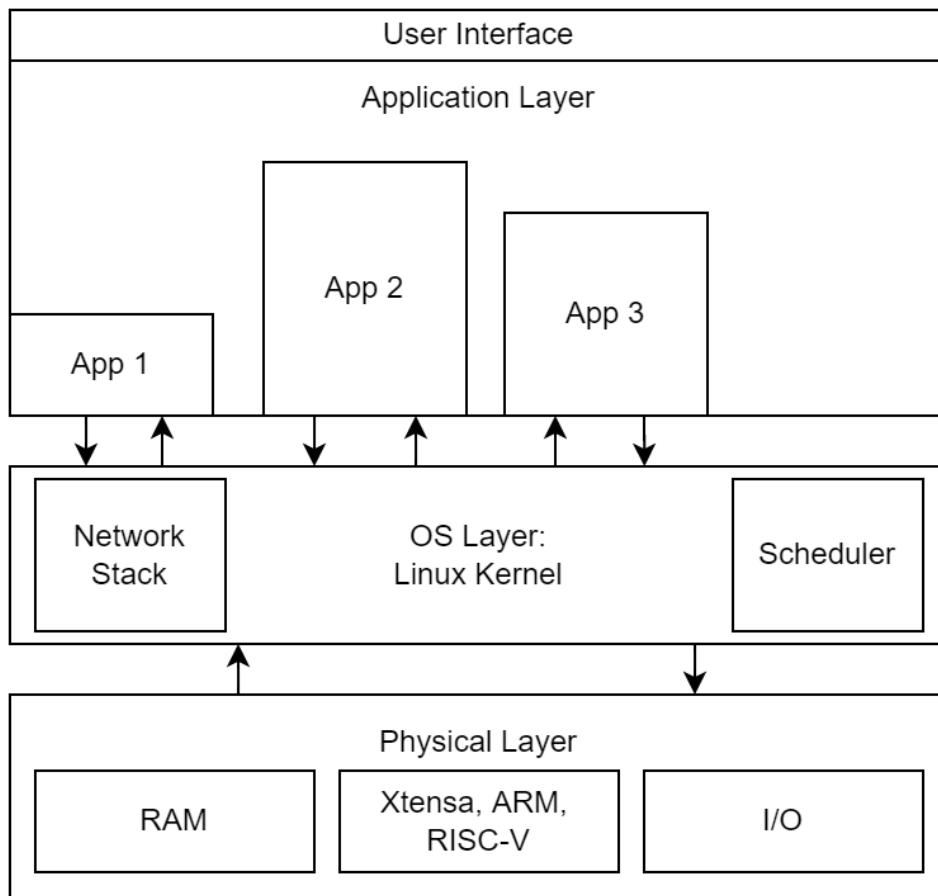 User Interface
Application Layer
App 2
App 3
App 1
Network
Stack
OS Layer:
Linux Kernel
Scheduler
Physical Layer
RAM
Xtensa, ARM,
RISC-V
I/O